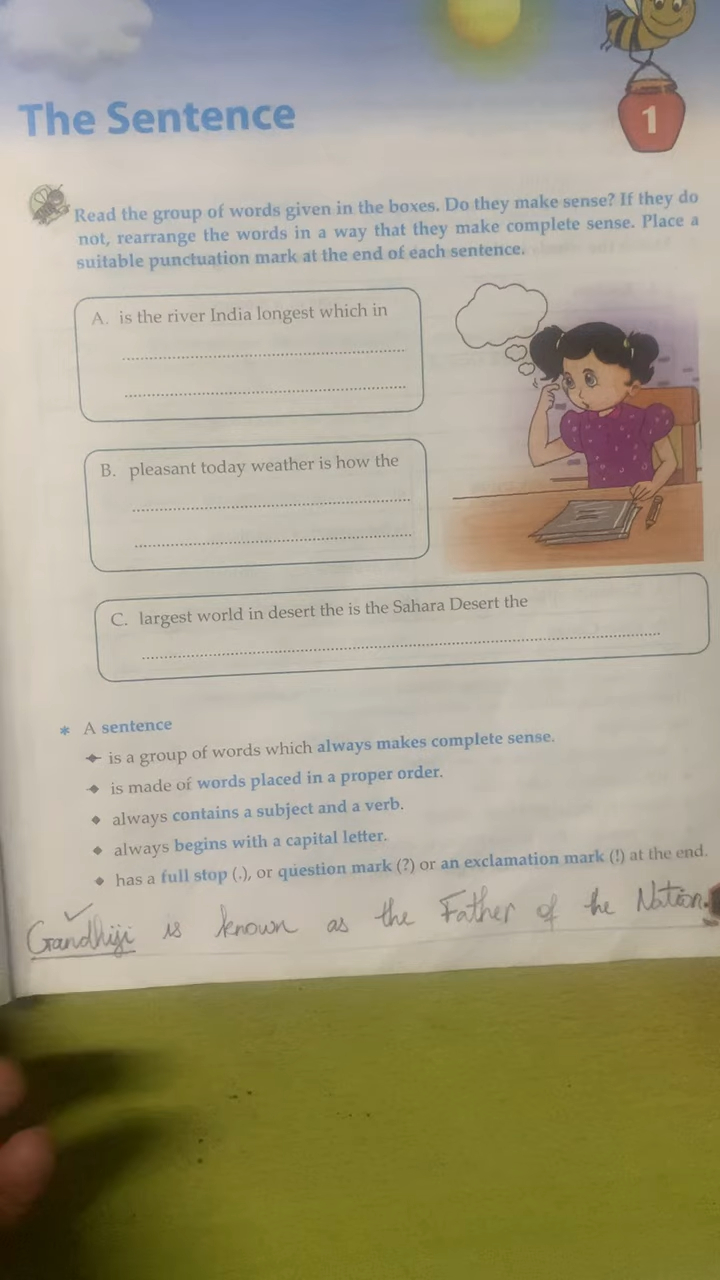 The Sentence
1
Read the group of words given in the boxes. Do they make sense? If they do
not, rearrange the words in a way that they make complete sense. Place a
suitable punctuation mark at the end of each sentence.
A. is the river India longest which in
B. pleasant today weather is how the
C. largest world in desert the is the Sahara Desert the
* A sentence
is a group of words which always makes complete sense.
is made of words placed in a proper order.
always contains a subject and a verb.
always begins with a capital letter.
has a full stop (.), or question mark (?) or an exclamation mark (!) at the end.
Gandhiji is known as the Father of the Nation.